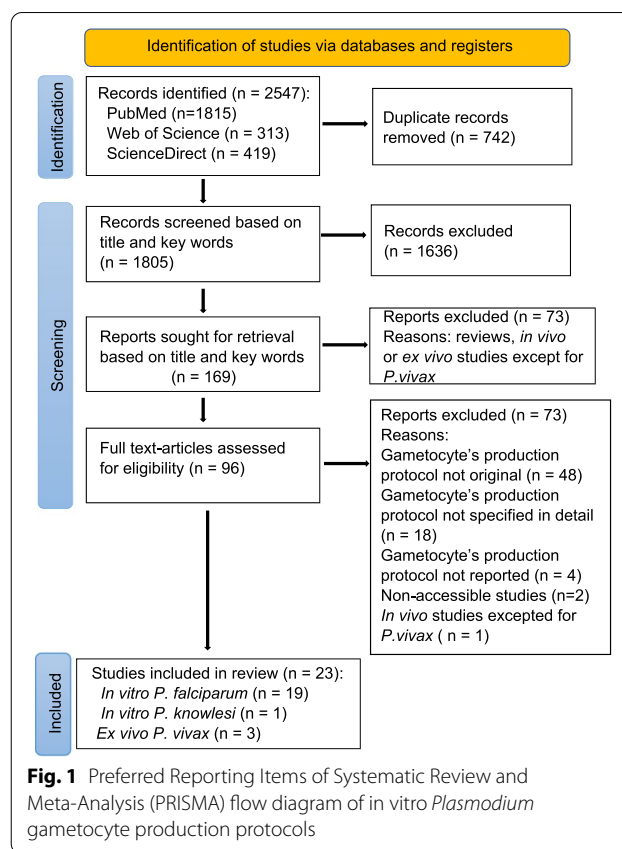 Identification of studies via databases and registers
Identification
Records identified (n = 2547):
PubMed (n=1815)
Web of Science (n = 313)
ScienceDirect (n = 419)
Duplicate records
removed (n = 742)
Screening
Records screened based on
title and key words
(n = 1805)
Records excluded
(n = 1636)
Reports sought for retrieval
based on title and key words
(n = 169)
Reports excluded (n = 73)
Reasons: reviews, in vivo
or ex vivo studies except for
P.vivax
Full text-articles assessed
for eligibility (n = 96)
Reports excluded (n = 73)
Reasons:
Gametocyte’s production
protocol not original (n = 48)
Gametocyte’s production
protocol not specified in detail
(n = 18)
Gametocyte’s production
protocol not reported (n = 4)
Non-accessible studies (n=2)
In vivo studies excepted for
P.vivax ( n = 1)
Included
Studies included in review (n = 23):
In vitro P. falciparum (n = 19)
In vitro P. knowlesi (n = 1)
Ex vivo P. vivax (n = 3)
Fig. 1 Preferred Reporting Items of Systematic Review and
Meta-Analysis (PRISMA) flow diagram of in vitro Plasmodium
gametocyte production protocols